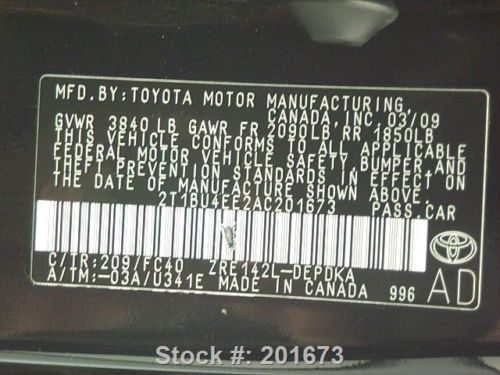 MFD.BY:TOYOTA MOTOR MANUFACTURING,
CANADA,INC.03/09
GVWR 3840LB GAWR FR 2090LB RR 1850LB
THIS VEHICLE CONFORMS TO ALL APPLICABLE
FEDERAL MOTOR VEHICLE SAFETY, BUMPER,AND
THEFT PREVENTION STANDARDS IN EFFECT ON
THE DATE OF MANUFACTURE SHOWN ABOVE.
2T1BU4EE2AC201673 PASS.CAR
C/TR:209/FC40 ZRE142L-DEPDKA
A/TM:-03A/U341E MADE IN CANADA 996
AD
Stock #: 201673